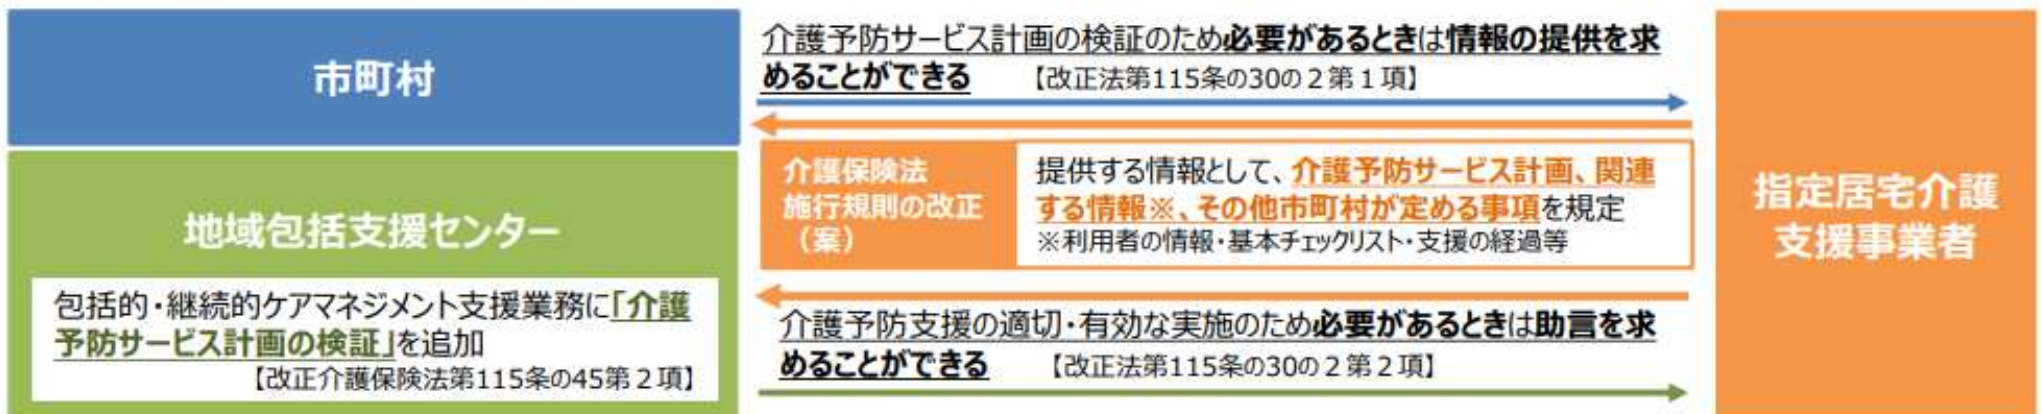 市町村
地域包括支援センター
包括的・継続的ケアマネジメント支援業務に「介護
予防サービス計画の検証」を追加
【改正介護保険法第115条の45第２項】
介護予防サービス計画の検証のため必要があるときは情報の提供を求
めることができる　【改正法第115条の30の２第１項】
介護保険法
施行規則の改正
（案）
提供する情報として、介護予防サービス計画、関連
する情報※、その他市町村が定める事項を規定
※利用者の情報・基本チェックリスト・支援の経過等
介護予防支援の適切・有効な実施のため必要があるときは助言を求
めることができる　【改正法第115条の30の２第２項】
指定居宅介護
支援事業者